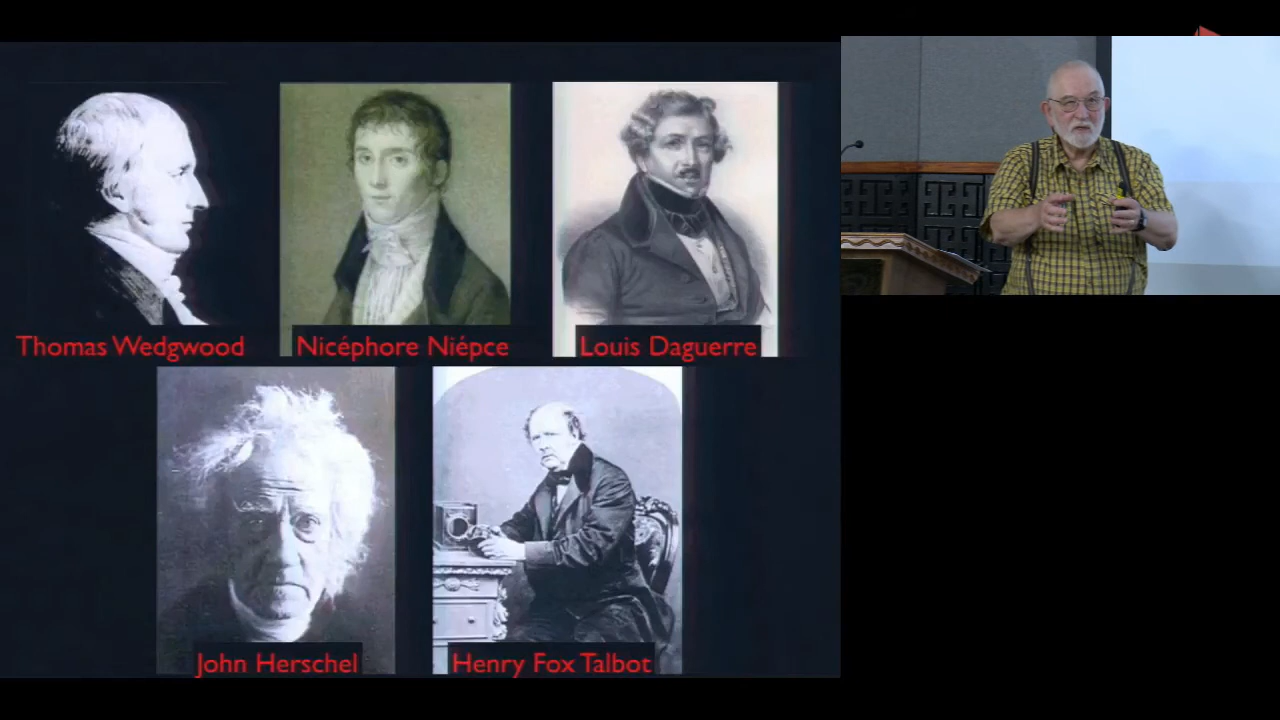 Thomas Wedgwood
Nicéphore Niépce
Louis Daguerre
John Herschel
Henry Fox Talbot